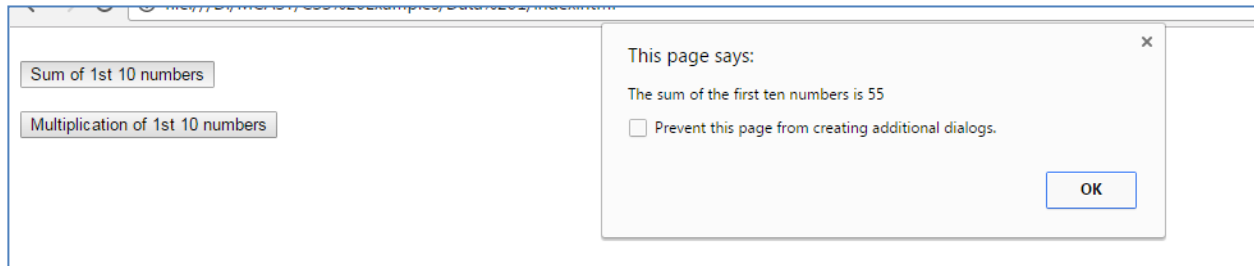 Sum of 1st 10 numbers
Multiplication of 1st 10 numbers
This page says:
The sum of the first ten numbers is 55
Prevent this page from creating additional dialogs.
OK